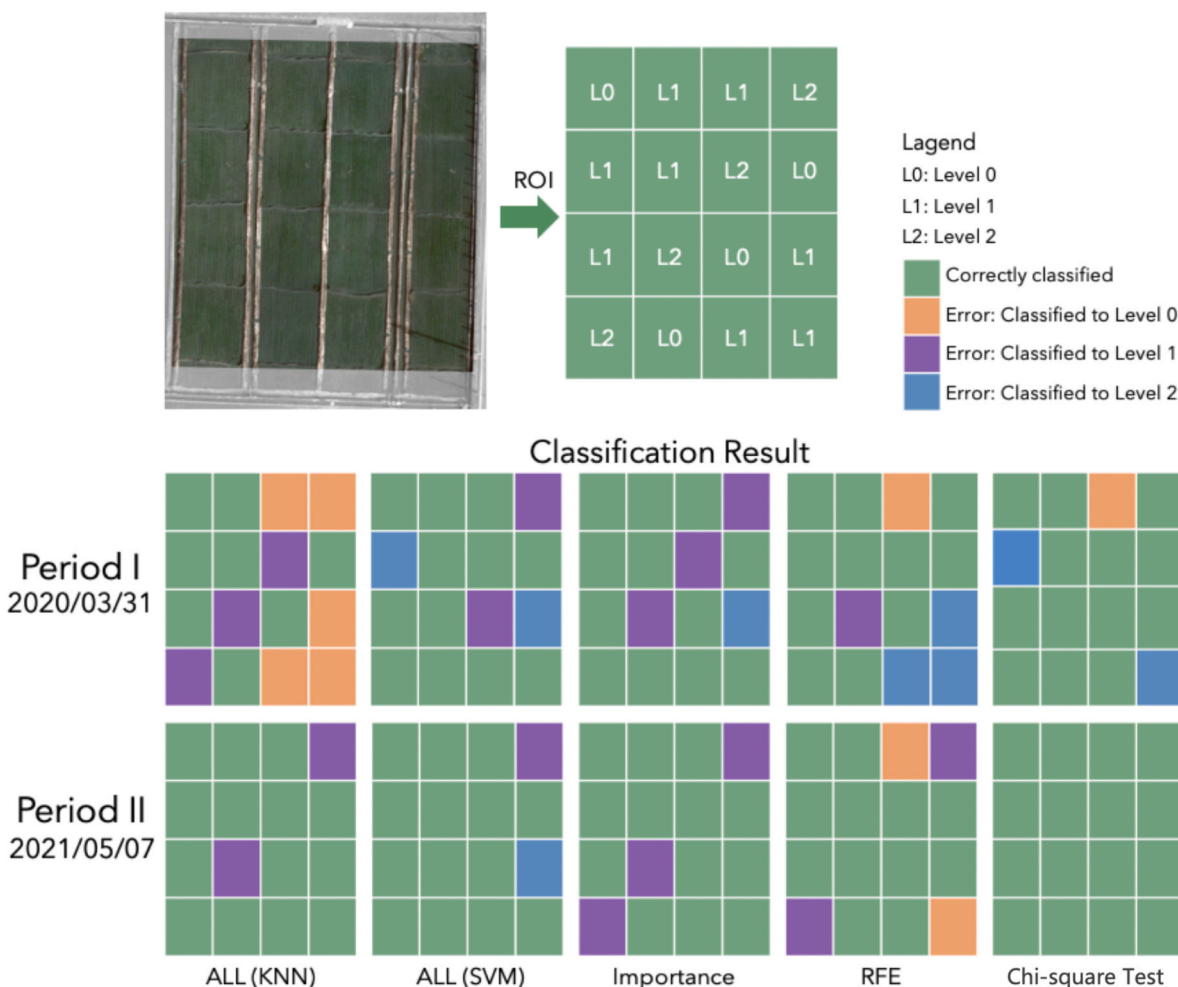 ROI
L0 L1 L1 L2
L1 L1 L2 L0
L1 L2 L0 L1
L2 L0 L1 L1
Lagend
L0: Level 0
L1: Level 1
L2: Level 2
Correctly classified
Error: Classified to Level 0
Error: Classified to Level 1
Error: Classified to Level 2
Classification Result
Period I
2020/03/31
Period II
2021/05/07
ALL (KNN) ALL (SVM) Importance RFE Chi-square Test